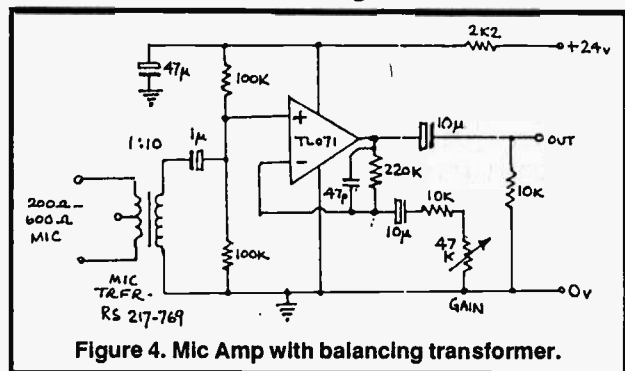 2K2
+24v
47µ
100K
1:10
1µ
+
TL071
-
10µ
OUT
220K
47p
10K
10K
200Ω-
600Ω
MIC
10µ
47
K
100K
MIC
TRFR-
RS 217-769
GAIN
0v
Figure 4. Mic Amp with balancing transformer.